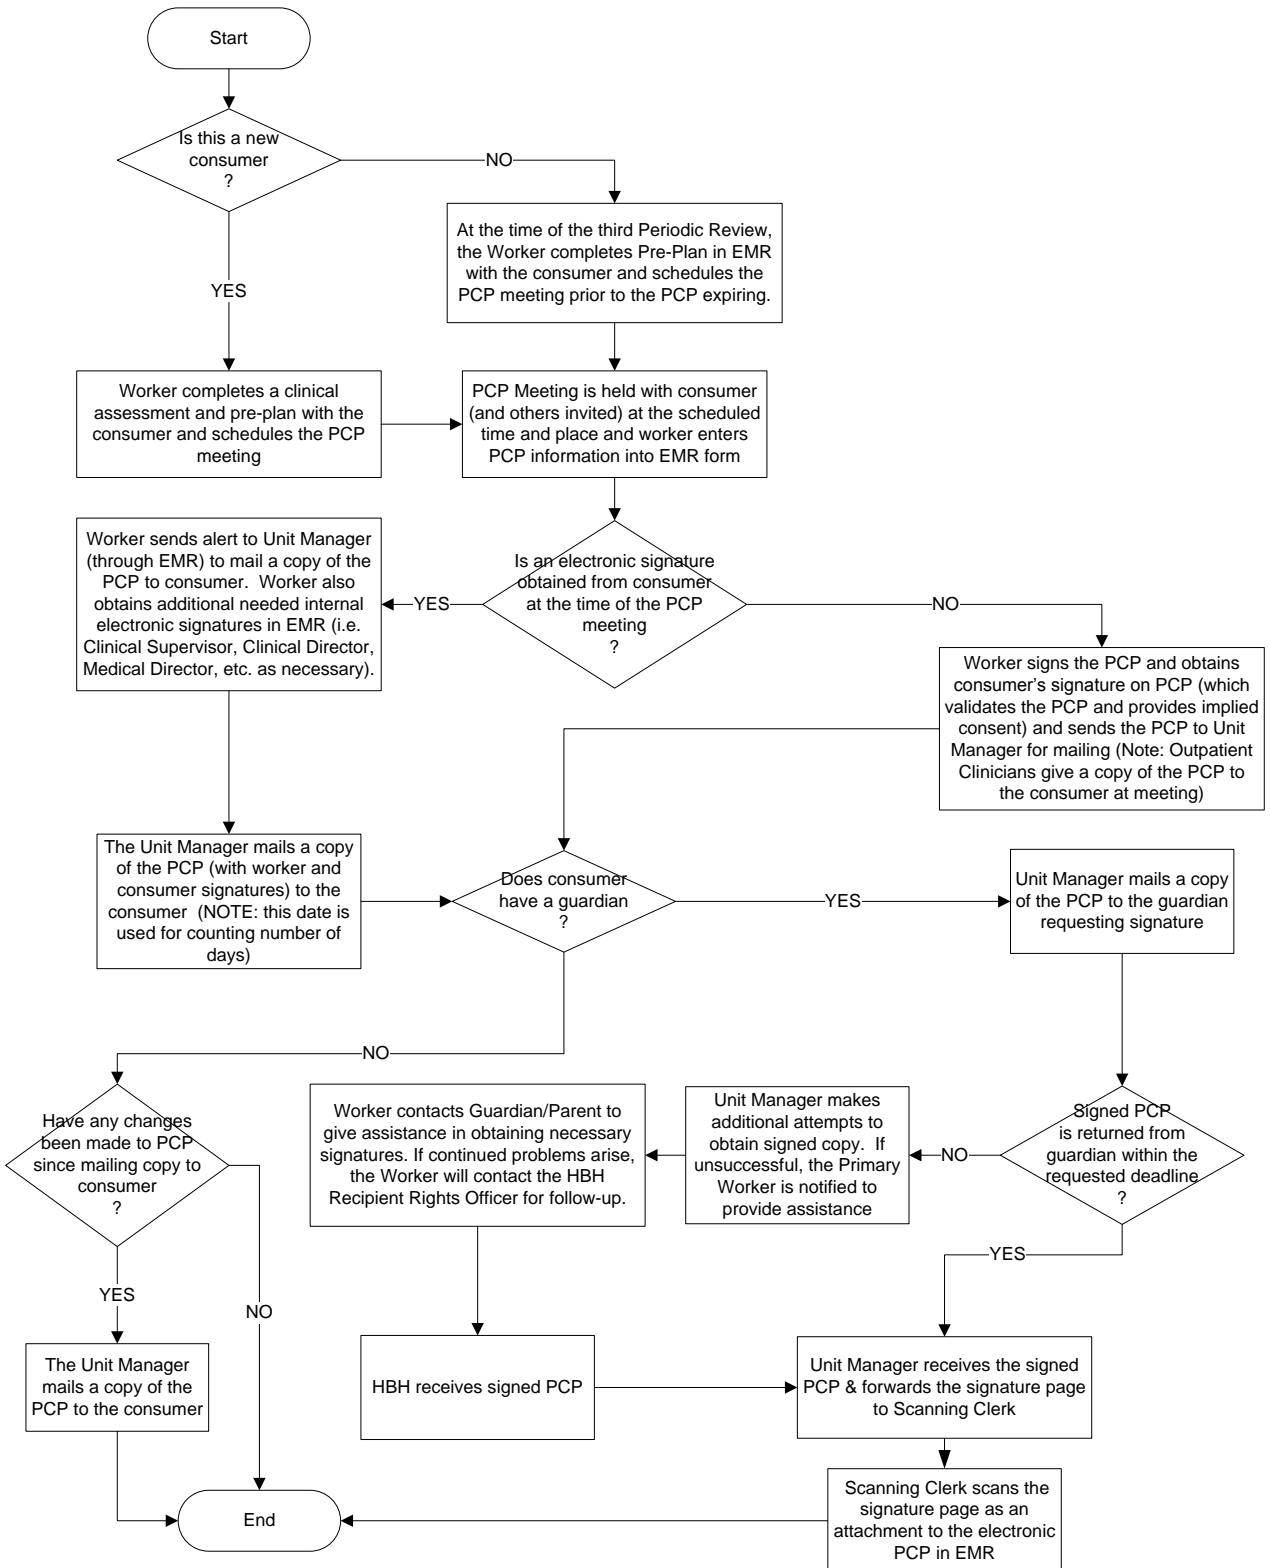 Start
Is this a new
consumer
?
NO
At the time of the third Periodic Review,
the Worker completes Pre-Plan in EMR
with the consumer and schedules the
PCP meeting prior to the PCP expiring.
YES
Worker completes a clinical
assessment and pre-plan with the
consumer and schedules the PCP
meeting
PCP Meeting is held with consumer
(and others invited) at the scheduled
time and place and worker enters
PCP information into EMR form
Worker sends alert to Unit Manager
(through EMR) to mail a copy of the
PCP to consumer.  Worker also
obtains additional needed internal
electronic signatures in EMR (i.e.
Clinical Supervisor, Clinical Director,
Medical Director, etc. as necessary).
YES
Is an electronic signature
obtained from consumer
at the time of the PCP
meeting
?
NO
Worker signs the PCP and obtains
consumer’s signature on PCP (which
validates the PCP and provides implied
consent) and sends the PCP to Unit
Manager for mailing (Note: Outpatient
Clinicians give a copy of the PCP to
the consumer at meeting)
The Unit Manager mails a copy
of the PCP (with worker and
consumer signatures) to the
consumer  (NOTE: this date is
used for counting number of
days)
Does consumer
have a guardian
?
YES
Unit Manager mails a copy
of the PCP to the guardian
requesting signature
NO
Have any changes
been made to PCP
since mailing copy to
consumer
?
Worker contacts Guardian/Parent to
give assistance in obtaining necessary
signatures. If continued problems arise,
the Worker will contact the HBH
Recipient Rights Officer for follow-up.
Unit Manager makes
additional attempts to
obtain signed copy.  If
unsuccessful, the Primary
Worker is notified to
provide assistance
NO
Signed PCP
is returned from
guardian within the
requested deadline
?
YES
YES
NO
The Unit Manager
mails a copy of the
PCP to the consumer
HBH receives signed PCP
Unit Manager receives the signed
PCP & forwards the signature page
to Scanning Clerk
End
Scanning Clerk scans the
signature page as an
attachment to the electronic
PCP in EMR